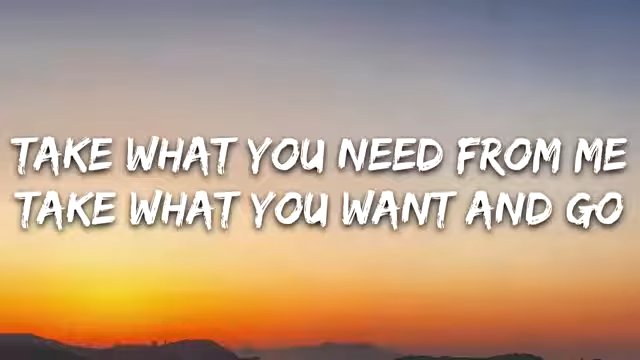 TAKE WHAT YOU NEED FROM ME
TAKE WHAT YOU WANT AND GO